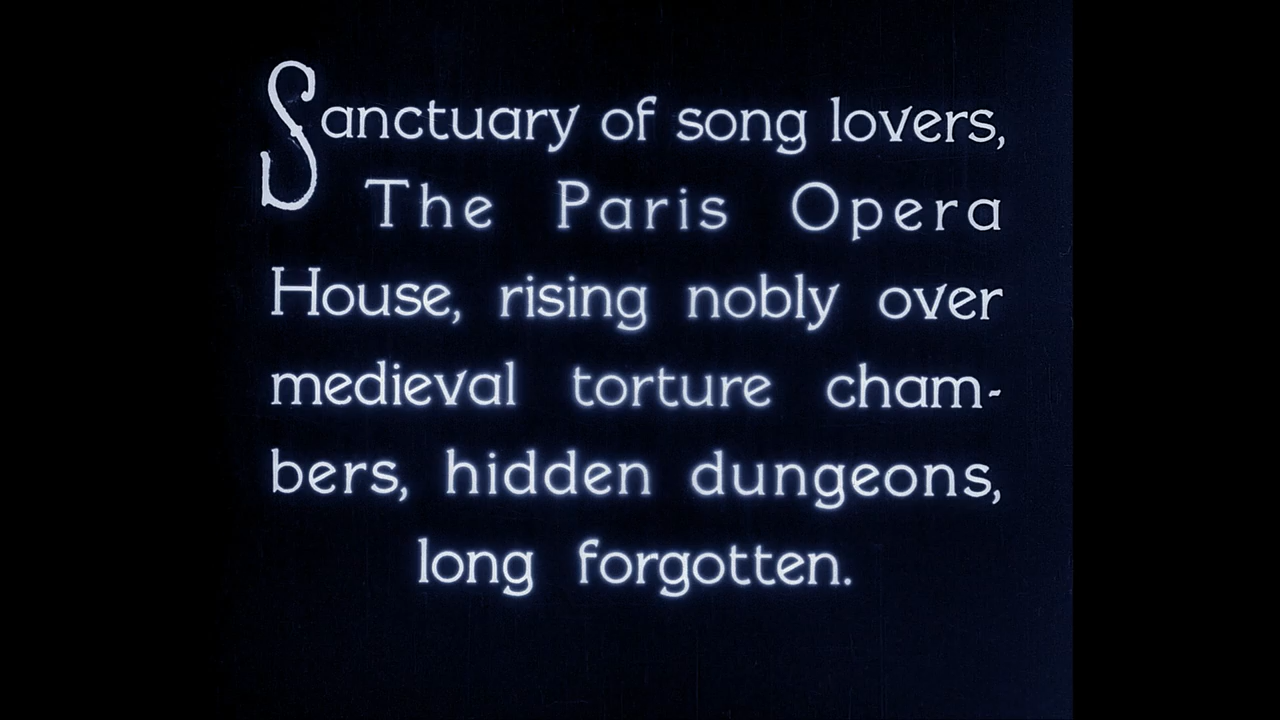 Sanctuary of song lovers,
The Paris Opera
House, rising nobly over
medieval torture cham-
bers, hidden dungeons,
long forgotten.